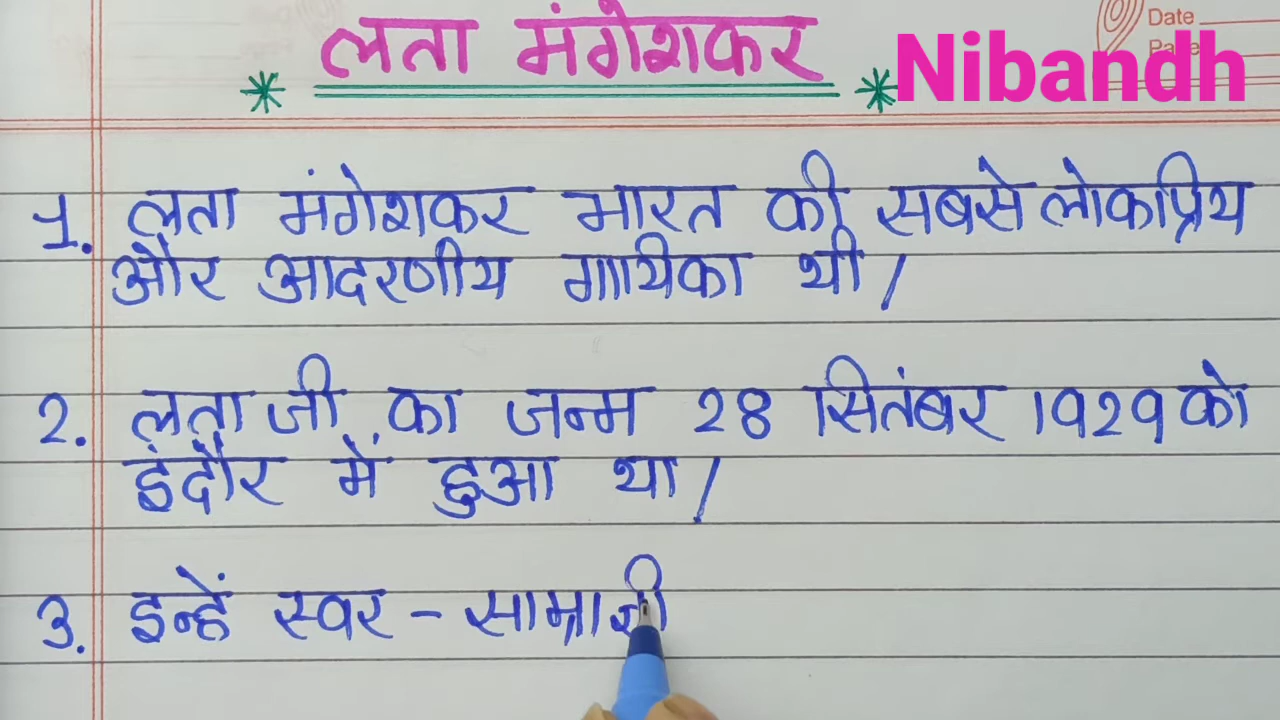 लता मंगेशकर
Nibandh
Date
1. लता मंगेशकर भारत की सबसे लोकप्रिय
और आदरणीय गायिका थी /
2. लता जी का जन्म 28 सितंबर 1929 को
इंदौर में हुआ था /
3. इन्हें स्वर - साम्राज्ञी